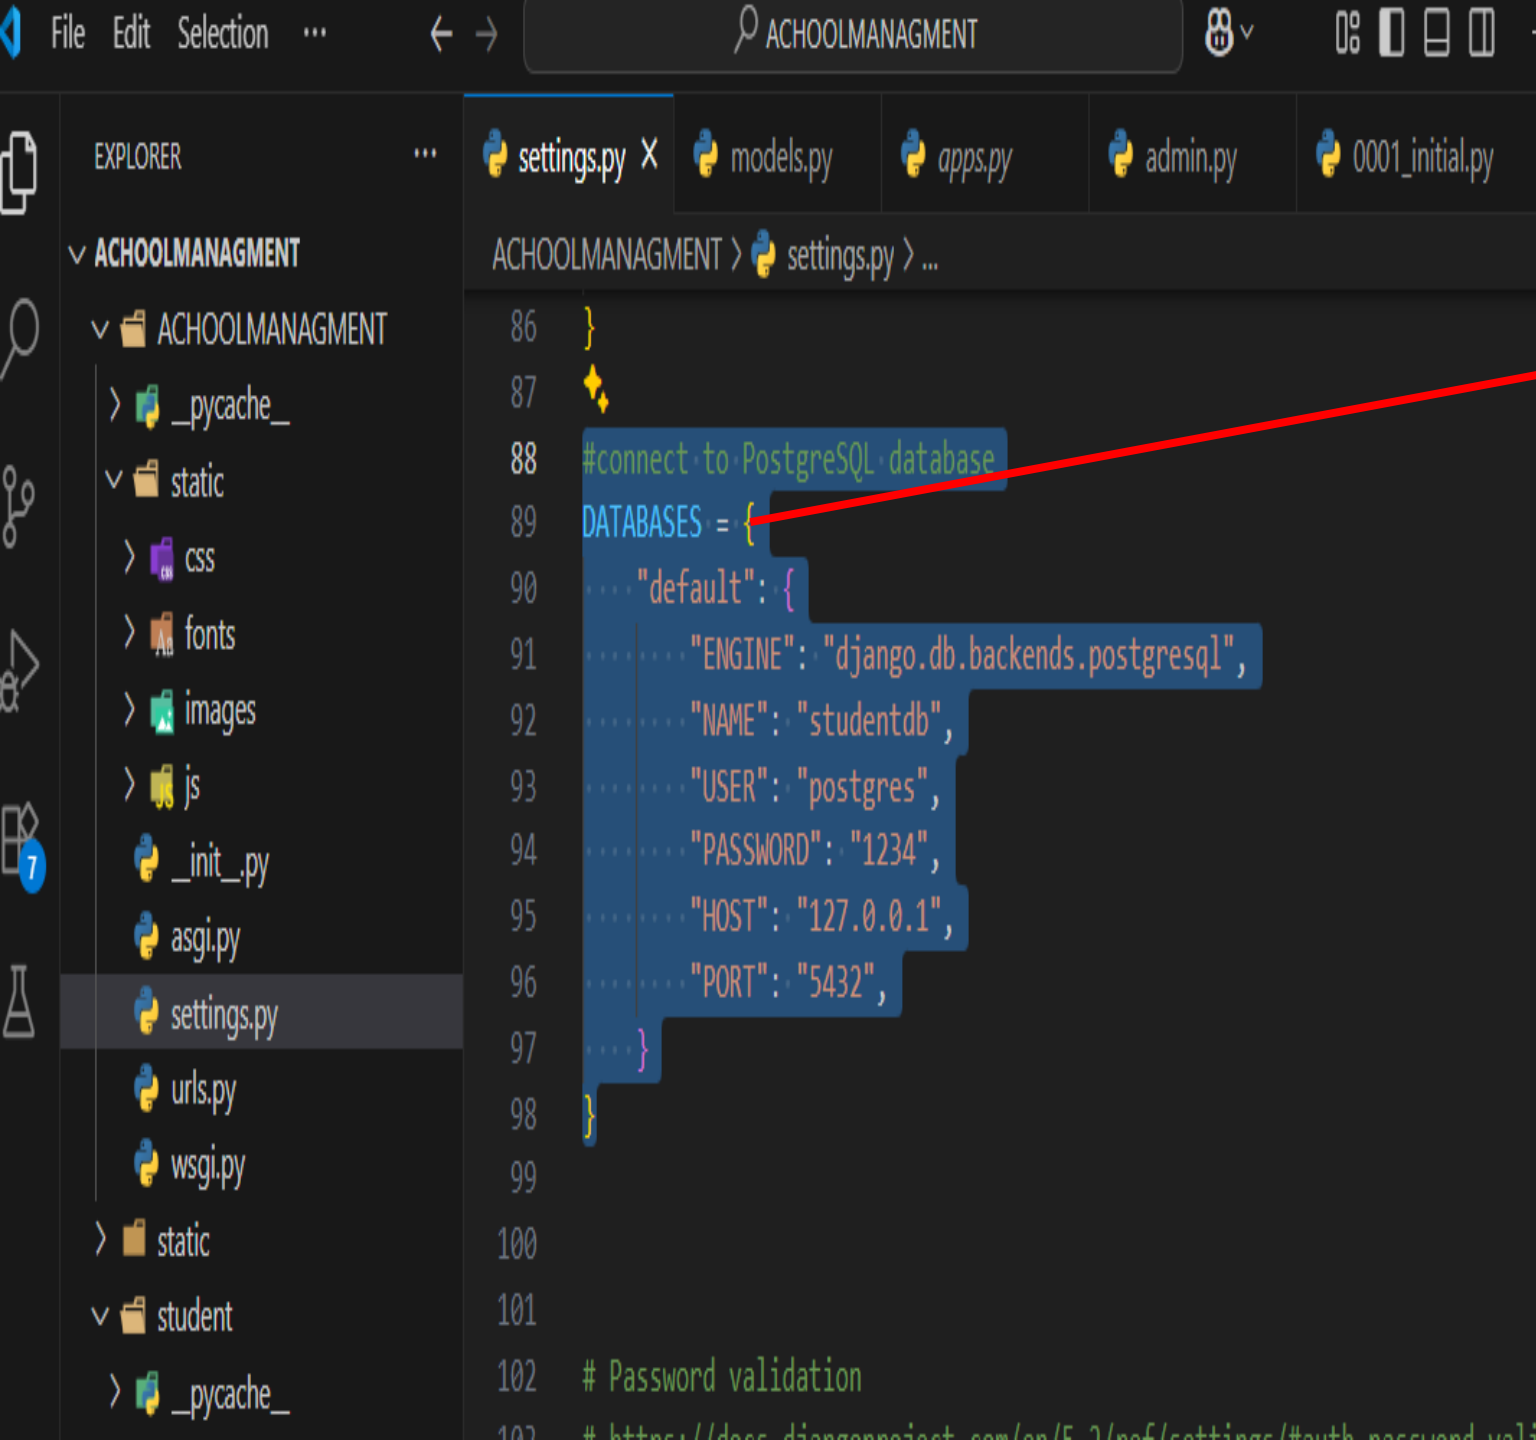 File Edit Selection ···
ACHOOLMANAGMENT
EXPLORER ···
ACHOOLMANAGMENT
ACHOOLMANAGMENT
__pycache__
static
css
fonts
images
js
__init__.py
asgi.py
settings.py
urls.py
wsgi.py
static
student
__pycache__
7
settings.py models.py apps.py admin.py 0001_initial.py
ACHOOLMANAGMENT > settings.py > ...
86 }
87
88 #connect to PostgreSQL database
89 DATABASES = {
90 "default": {
91 "ENGINE": "django.db.backends.postgresql",
92 "NAME": "studentdb",
93 "USER": "postgres",
94 "PASSWORD": "1234",
95 "HOST": "127.0.0.1",
96 "PORT": "5432",
97 }
98 }
99
100
101
102 # Password validation